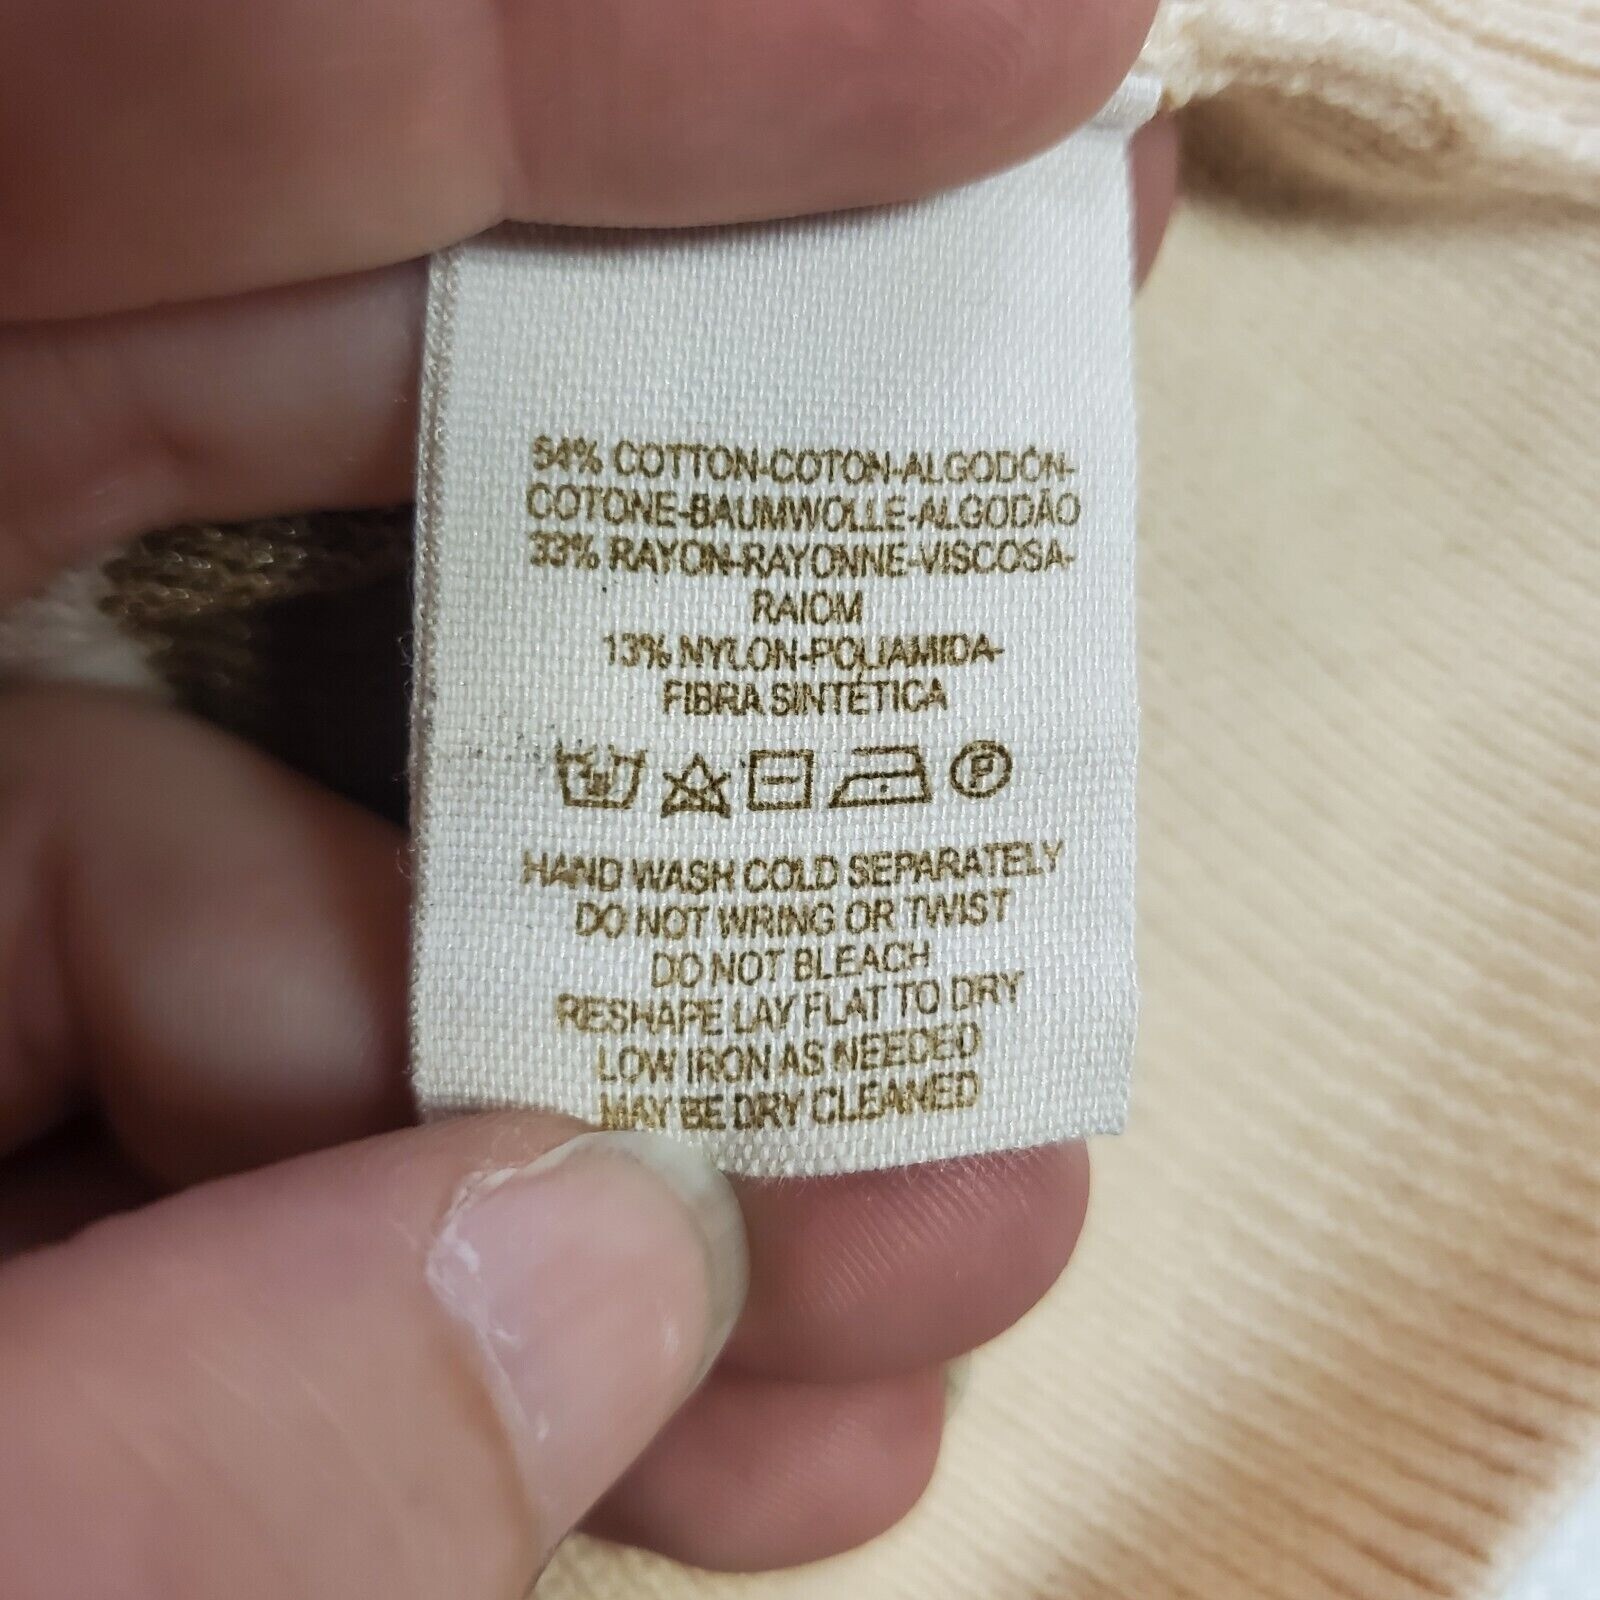 54% COTTON-COTON-ALGODÓN-
COTONE-BAUMWOLLE-ALGODÃO
33% RAYON-RAYONNE-VISCOSA-
RAIOM
13% NYLON-POLIAMIDA-
FIBRA SINTÉTICA
P
HAND WASH COLD SEPARATELY
DO NOT WRING OR TWIST
DO NOT BLEACH
RESHAPE LAY FLAT TO DRY
LOW IRON AS NEEDED
MAY BE DRY CLEANED